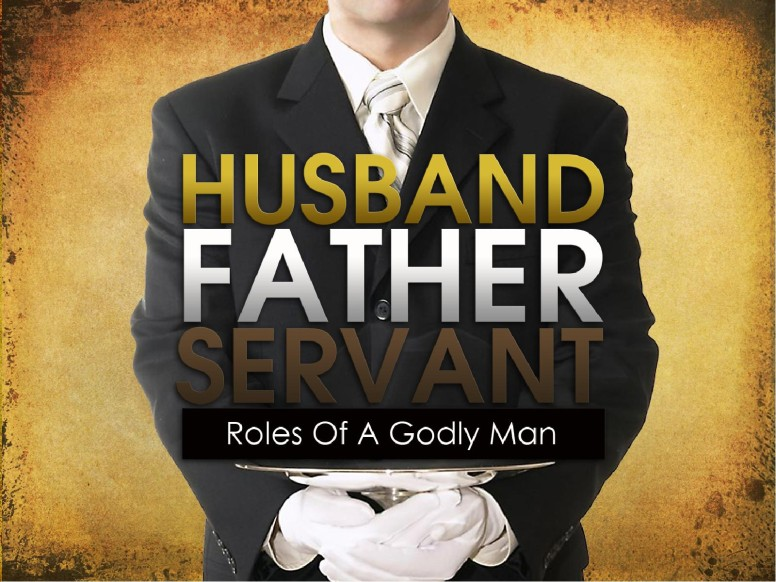 HUSBAND
FATHER
SERVANT
Roles Of A Godly Man